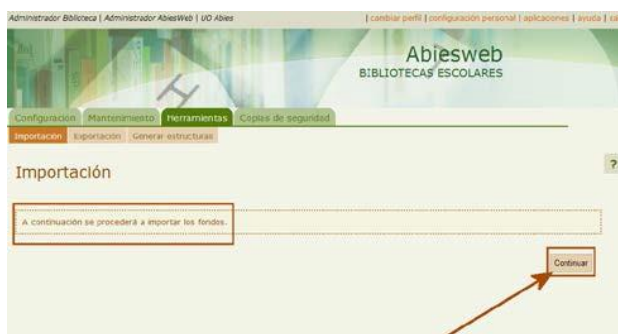 Administrador Biblioteca | Administrador AbiesWeb | UO Abies
| cambiar perfil | configuración personal | aplicaciones | ayuda |
Abiesweb
BIBLIOTECAS ESCOLARES
Configuración Mantenimiento Herramientas Copias de seguridad
Importación Exportación Generar estructuras
Importación
?
A continuación se procederá a importar los fondos.
Continuar